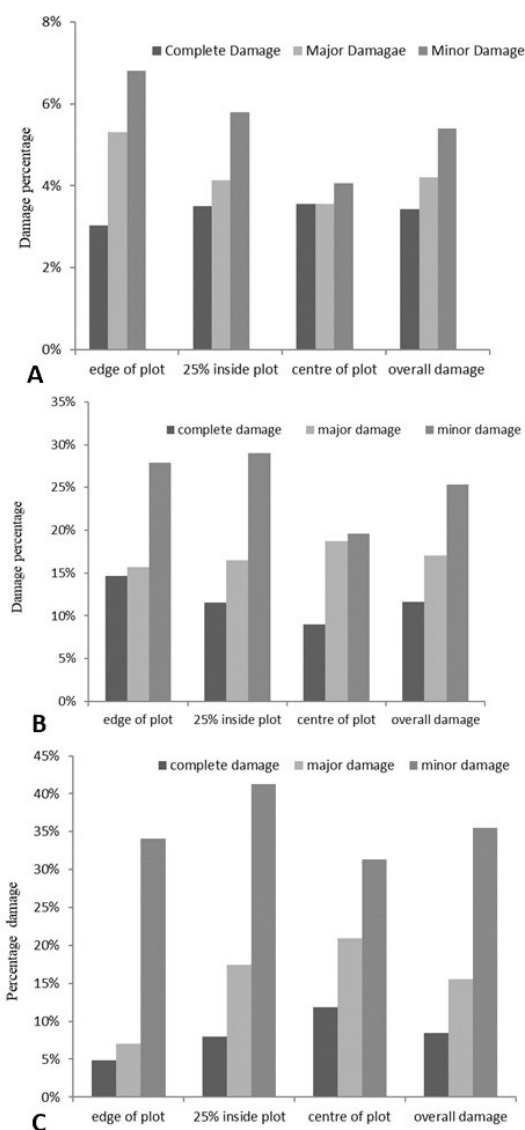 8%
Complete Damage Major Damagae Minor Damage
6%
4%
2%
0%
Damage percentage
edge of plot 25% inside plot centre of plot overall damage
A
35%
complete damage major damage minor damage
30%
25%
20%
15%
10%
5%
0%
Damage percentage
edge of plot 25% inside plot centre of plot overall damage
B
45%
complete damage major damage minor damage
40%
35%
30%
25%
20%
15%
10%
5%
0%
Percentage damage
edge of plot 25% inside plot centre of plot overall damage
C